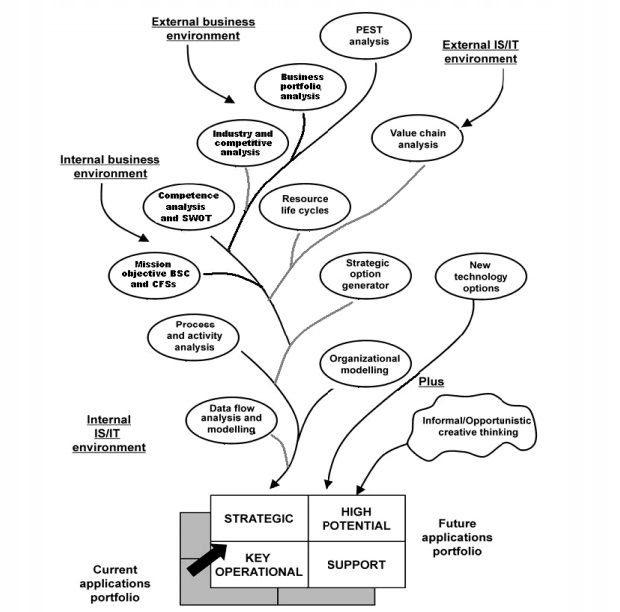 External business
environment
PEST
analysis
External IS/IT
environment
Business
portfolio
analysis
Industry and
competitive
analysis
Value chain
analysis
Internal business
environment
Competence
analysis
and SWOT
Resource
life cycles
Mission
objective BSC
and CFSs
Strategic
option
generator
New
technology
options
Process
and activity
analysis
Organizational
modelling
Plus
Data flow
analysis and
modelling
Internal
IS/IT
environment
Informal/Opportunistic
creative thinking
STRATEGIC
HIGH
POTENTIAL
KEY
OPERATIONAL
SUPPORT
Future
applications
portfolio
Current
applications
portfolio